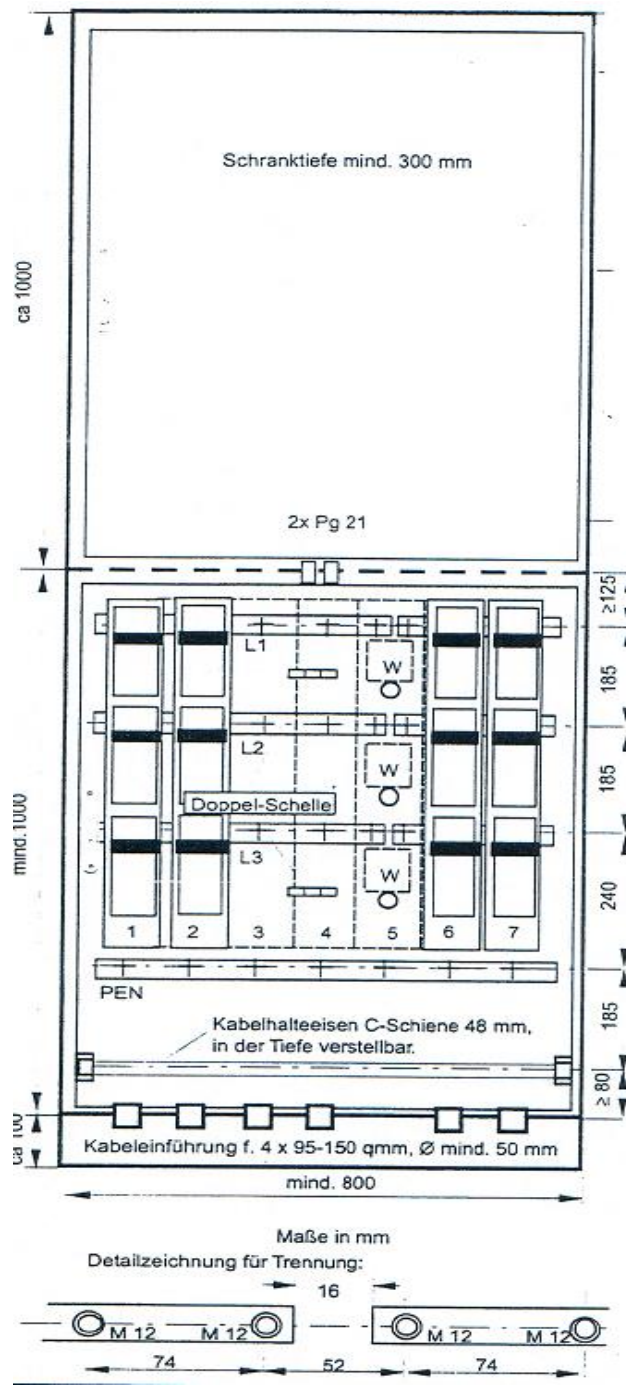 Schranktiefe mind. 300 mm
ca 1000
2x Pg 21
≥125
L1
W
185
L2
W
185
mind.1000
Doppel-Schelle
L3
W
240
1
2
3
4
5
6
7
PEN
185
Kabelhalteeisen C-Schiene 48 mm,
in der Tiefe verstellbar.
≥ 80
ca 100
Kabeleinführung f. 4 x 95-150 qmm, Ø mind. 50 mm
mind. 800
Maße in mm
Detailzeichnung für Trennung:
16
M 12
M 12
M 12
M 12
74
52
74